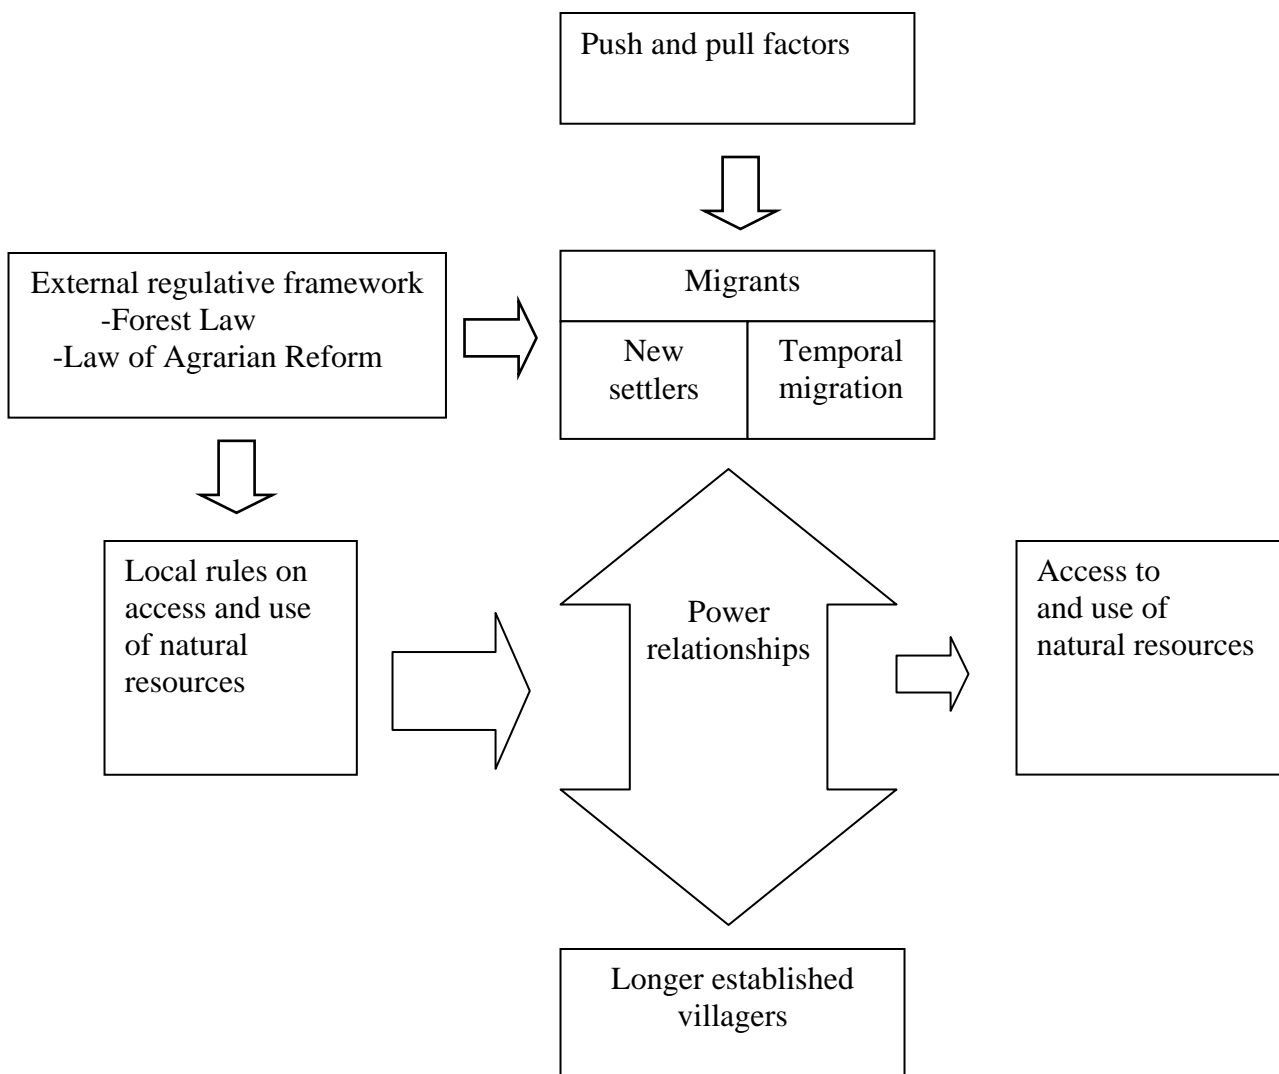 Push and pull factors
External regulative framework
-Forest Law
-Law of Agrarian Reform
Migrants
New
settlers
Temporal
migration
Local rules on
access and use
of natural
resources
Power
relationships
Access to
and use of
natural resources
Longer established
villagers